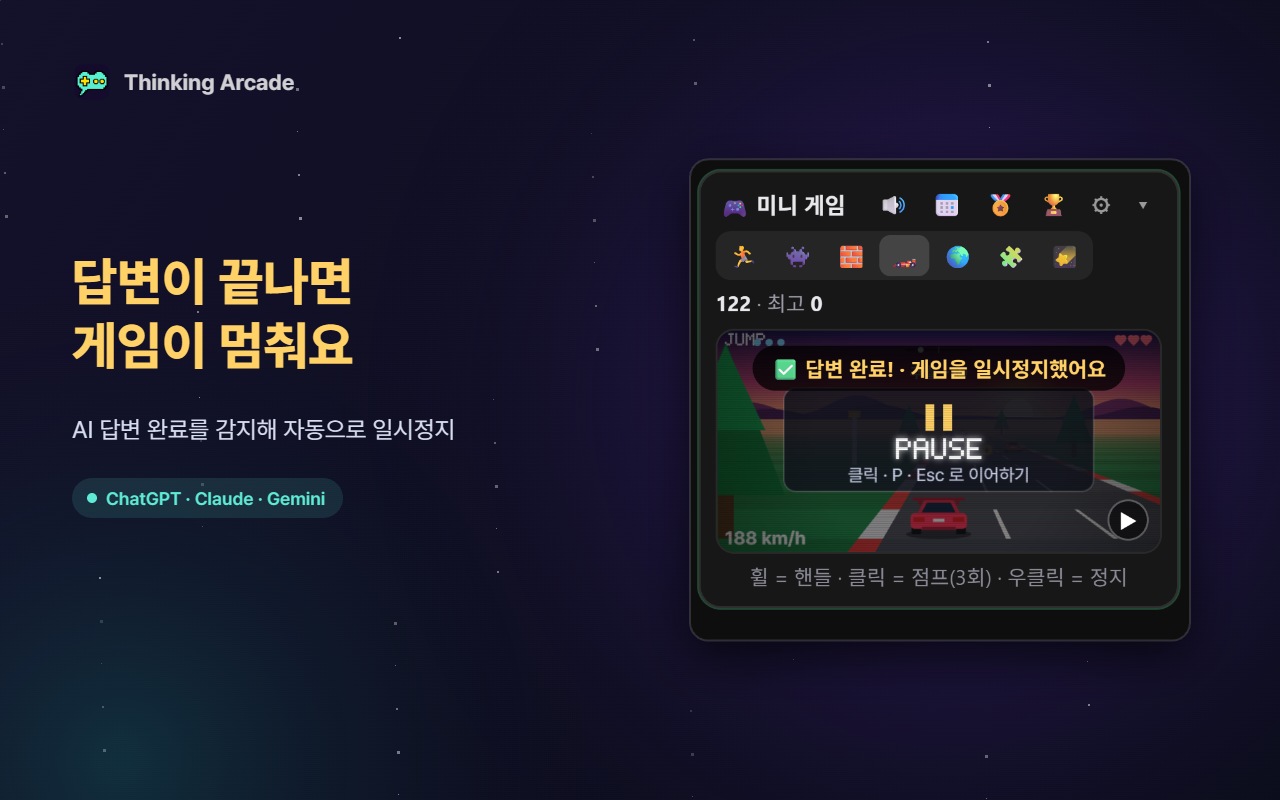 Thinking Arcade
답변이 끝나면
게임이 멈춰요
AI 답변 완료를 감지해 자동으로 일시정지
ChatGPT · Claude · Gemini
미니 게임
122 · 최고 0
JUMP
답변 완료! · 게임을 일시정지했어요
PAUSE
클릭 · P · Esc 로 이어하기
188 km/h
휠 = 핸들 · 클릭 = 점프(3회) · 우클릭 = 정지